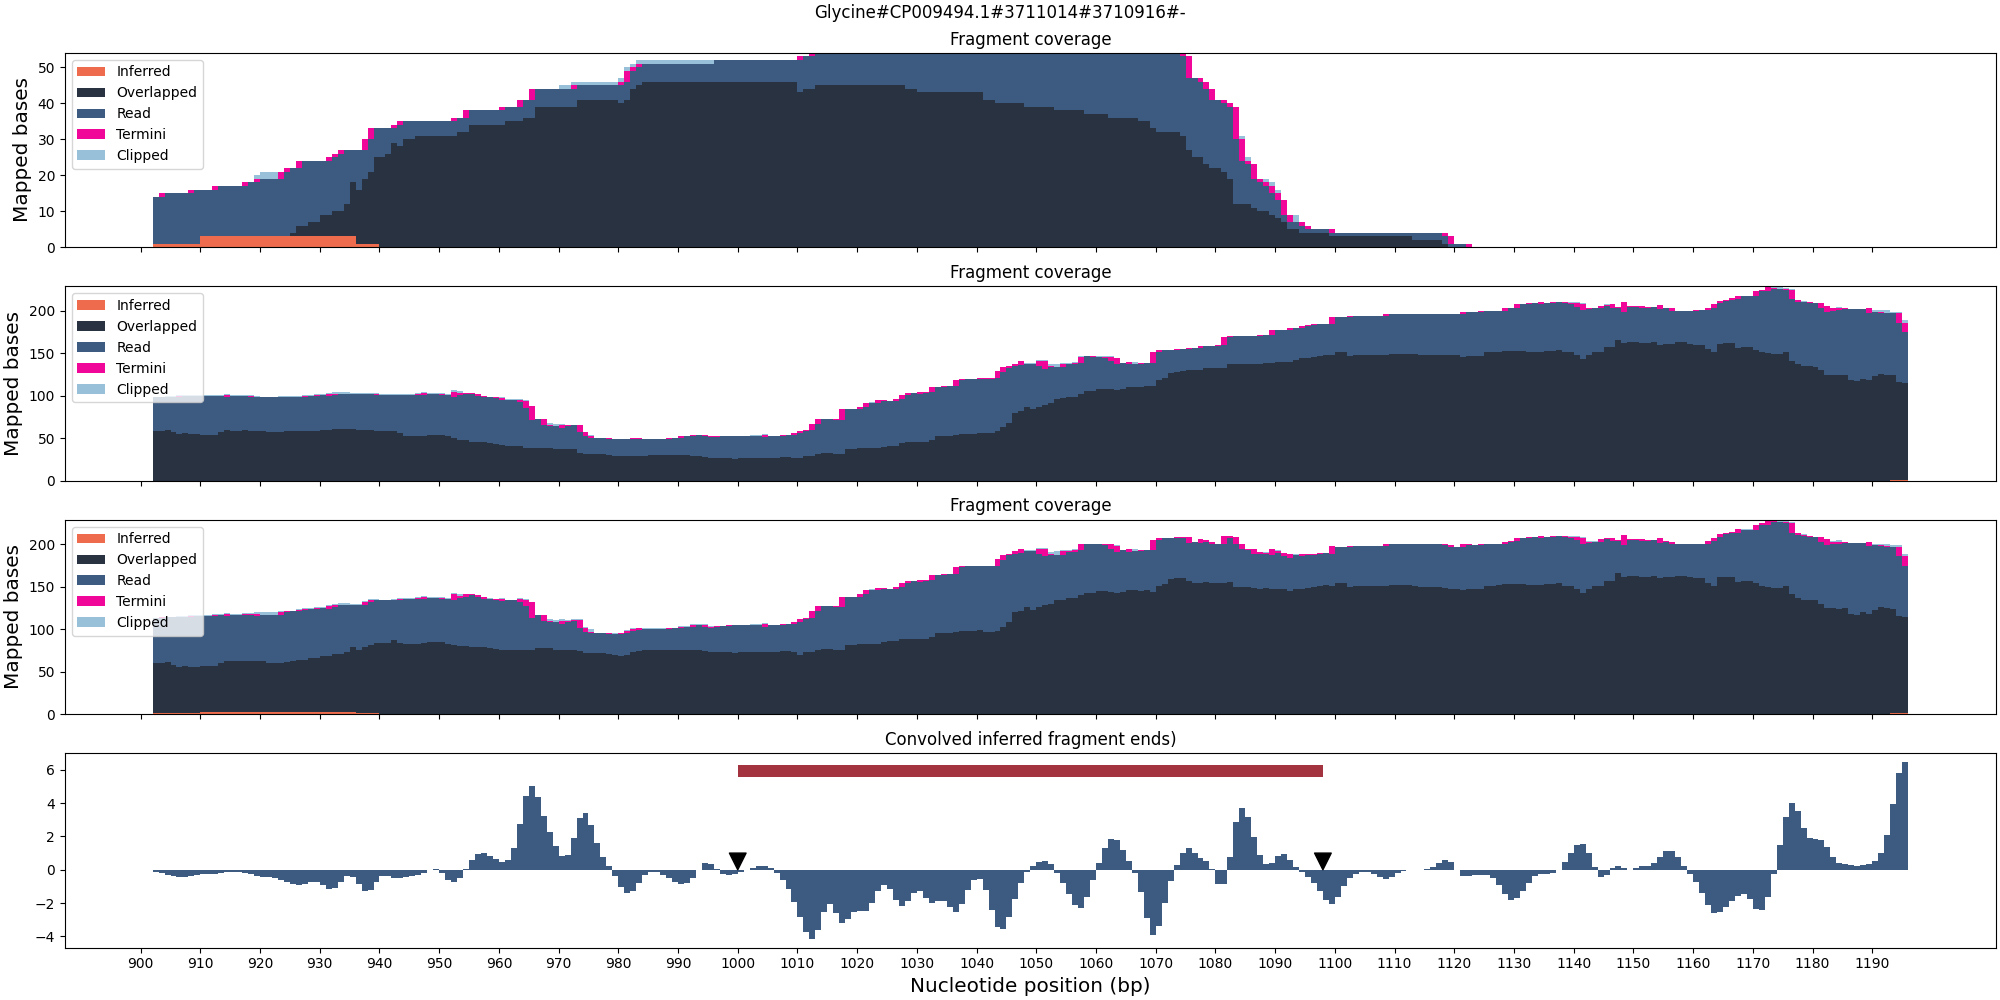 Glycine#CP009494.1#3711014#3710916#-
Fragment coverage
Mapped bases
50
40
30
20
10
0
Inferred
Overlapped
Read
Termini
Clipped
Fragment coverage
Mapped bases
200
150
100
50
0
Inferred
Overlapped
Read
Termini
Clipped
Fragment coverage
Mapped bases
200
150
100
50
0
Inferred
Overlapped
Read
Termini
Clipped
Convolved inferred fragment ends)
6
4
2
0
−2
−4
900 910 920 930 940 950 960 970 980 990 1000 1010 1020 1030 1040 1050 1060 1070 1080 1090 1100 1110 1120 1130 1140 1150 1160 1170 1180 1190
Nucleotide position (bp)